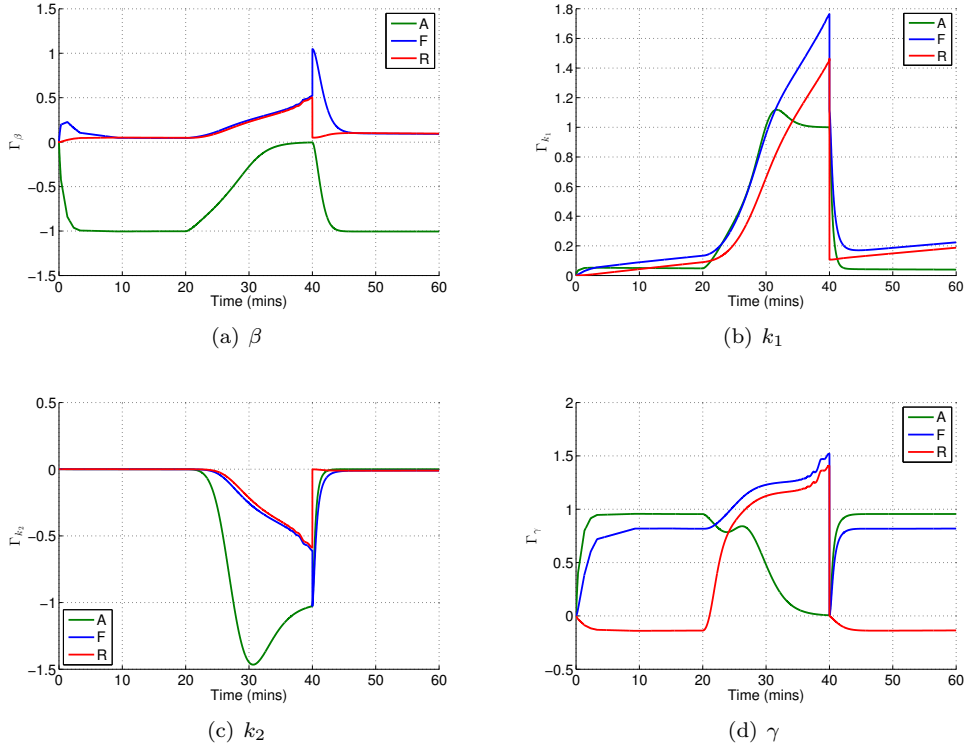 1.5
1
0.5
0
−0.5
−1
−1.5
Γβ
A
F
R
0 10 20 30 40 50 60
Time (mins)
(a) β
1.8
1.6
1.4
1.2
1
0.8
0.6
0.4
0.2
0
Γk1
A
F
R
0 10 20 30 40 50 60
Time (mins)
(b) k1
0.5
0
−0.5
−1
−1.5
Γk2
A
F
R
0 10 20 30 40 50 60
Time (mins)
(c) k2
2
1.5
1
0.5
0
−0.5
Γγ
A
F
R
0 10 20 30 40 50 60
Time (mins)
(d) γ